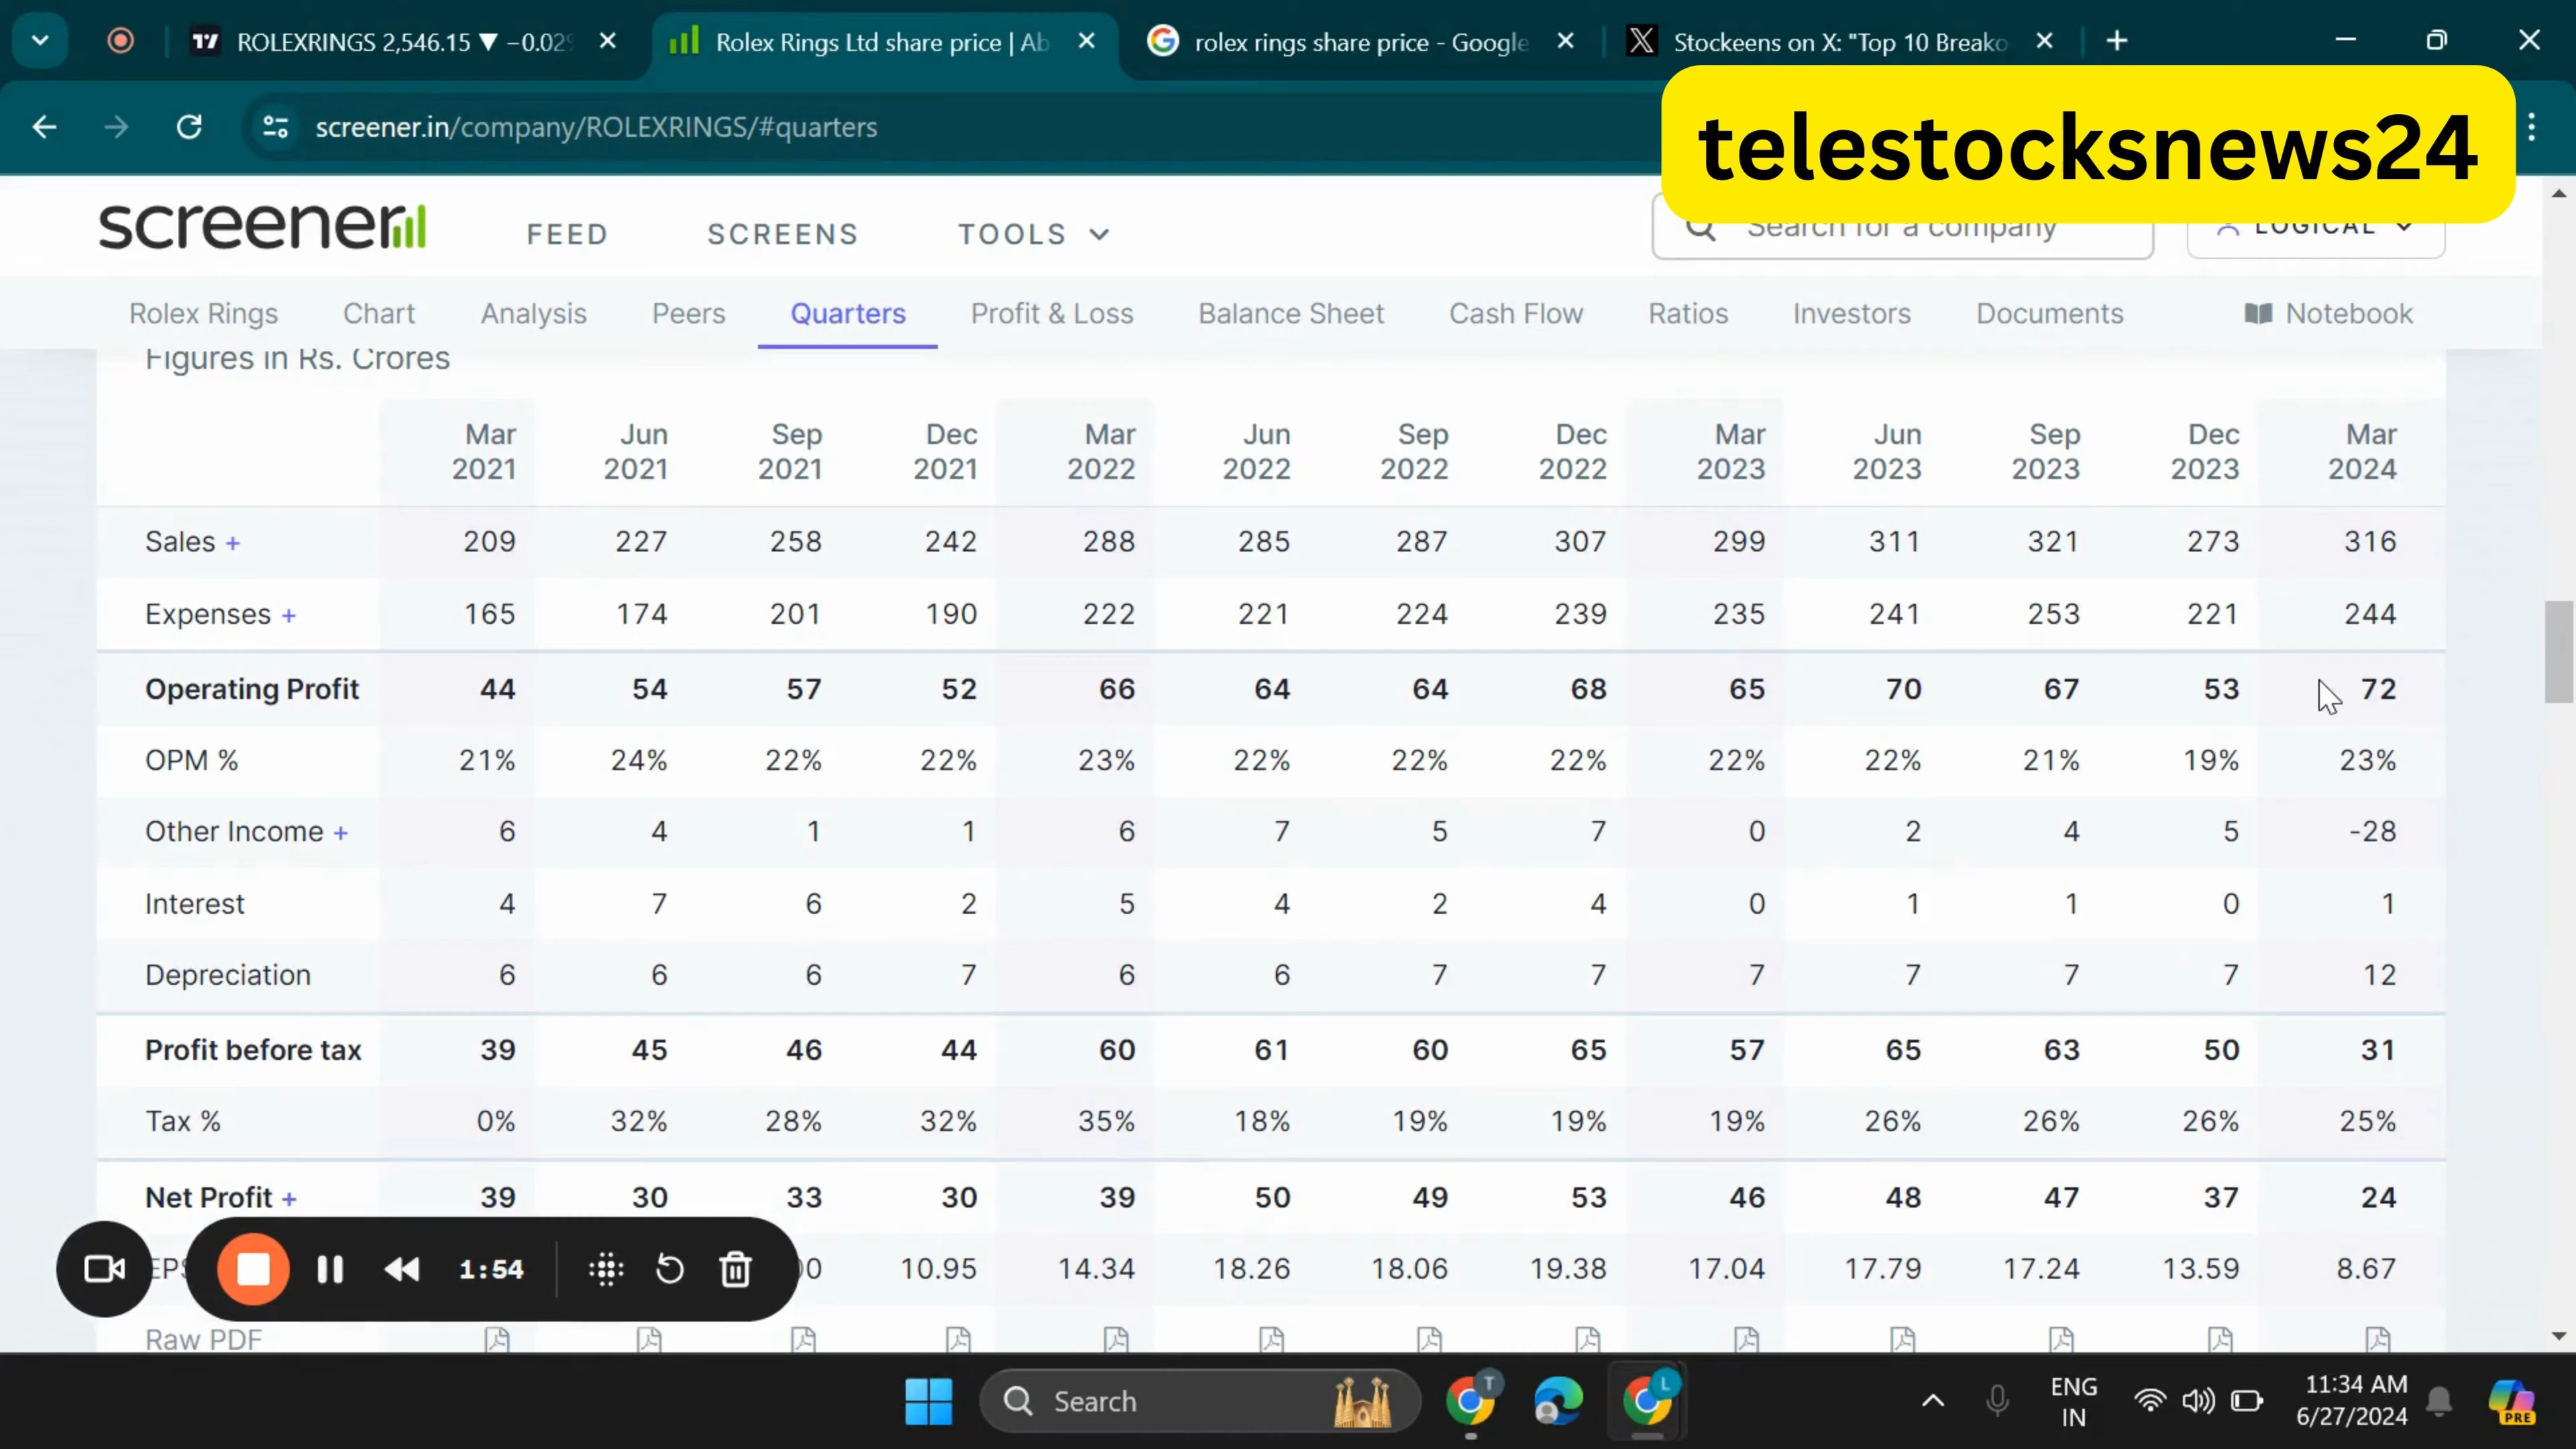 ROLEXRINGS 2,546.15 ▼ −0.02%
Rolex Rings Ltd share price | Ab
rolex rings share price - Google
Stockeens on X: "Top 10 Breako
screener.in/company/ROLEXRINGS/#quarters
telestocksnews24
screener
FEED
SCREENS
TOOLS
Search for a company
LOGICAL
Rolex Rings Chart Analysis Peers Quarters Profit & Loss Balance Sheet Cash Flow Ratios Investors Documents Notebook
Figures in Rs. Crores
Mar Jun Sep Dec Mar Jun Sep Dec Mar Jun Sep Dec Mar
2021 2021 2021 2021 2022 2022 2022 2022 2023 2023 2023 2023 2024
Sales + 209 227 258 242 288 285 287 307 299 311 321 273 316
Expenses + 165 174 201 190 222 221 224 239 235 241 253 221 244
Operating Profit 44 54 57 52 66 64 64 68 65 70 67 53 72
OPM % 21% 24% 22% 22% 23% 22% 22% 22% 22% 22% 21% 19% 23%
Other Income + 6 4 1 1 6 7 5 7 0 2 4 5 -28
Interest 4 7 6 2 5 4 2 4 0 1 1 0 1
Depreciation 6 6 6 7 6 6 7 7 7 7 7 7 12
Profit before tax 39 45 46 44 60 61 60 65 57 65 63 50 31
Tax % 0% 32% 28% 32% 35% 18% 19% 19% 19% 26% 26% 26% 25%
Net Profit + 39 30 33 30 39 50 49 53 46 48 47 37 24
10.95 14.34 18.26 18.06 19.38 17.04 17.79 17.24 13.59 8.67
1:54
Raw PDF
Search
T
L
ENG
IN
11:34 AM
6/27/2024
PRE